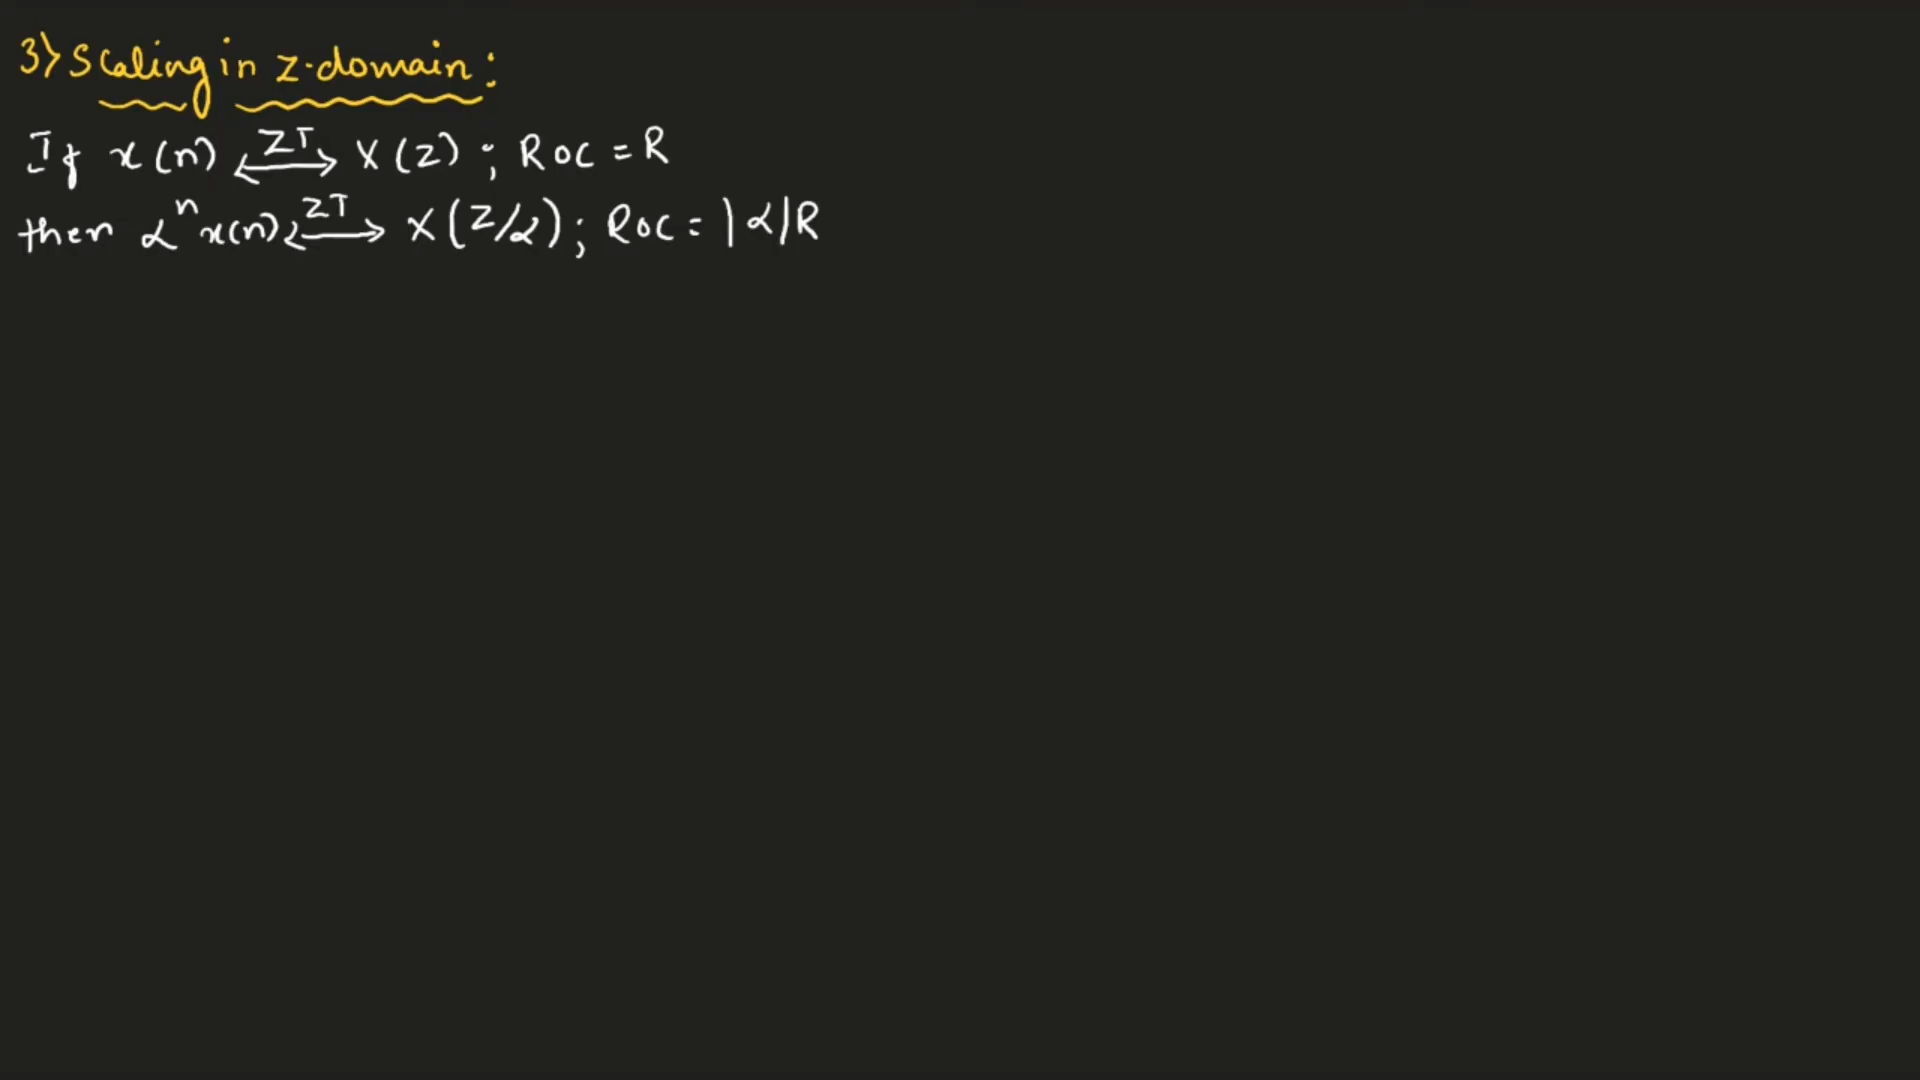 3) Scaling in z-domain:
If x(n) ⟷ZT X(z) ; ROC = R
then α^n x(n) ⟷ZT X(z/α) ; ROC = |α|R